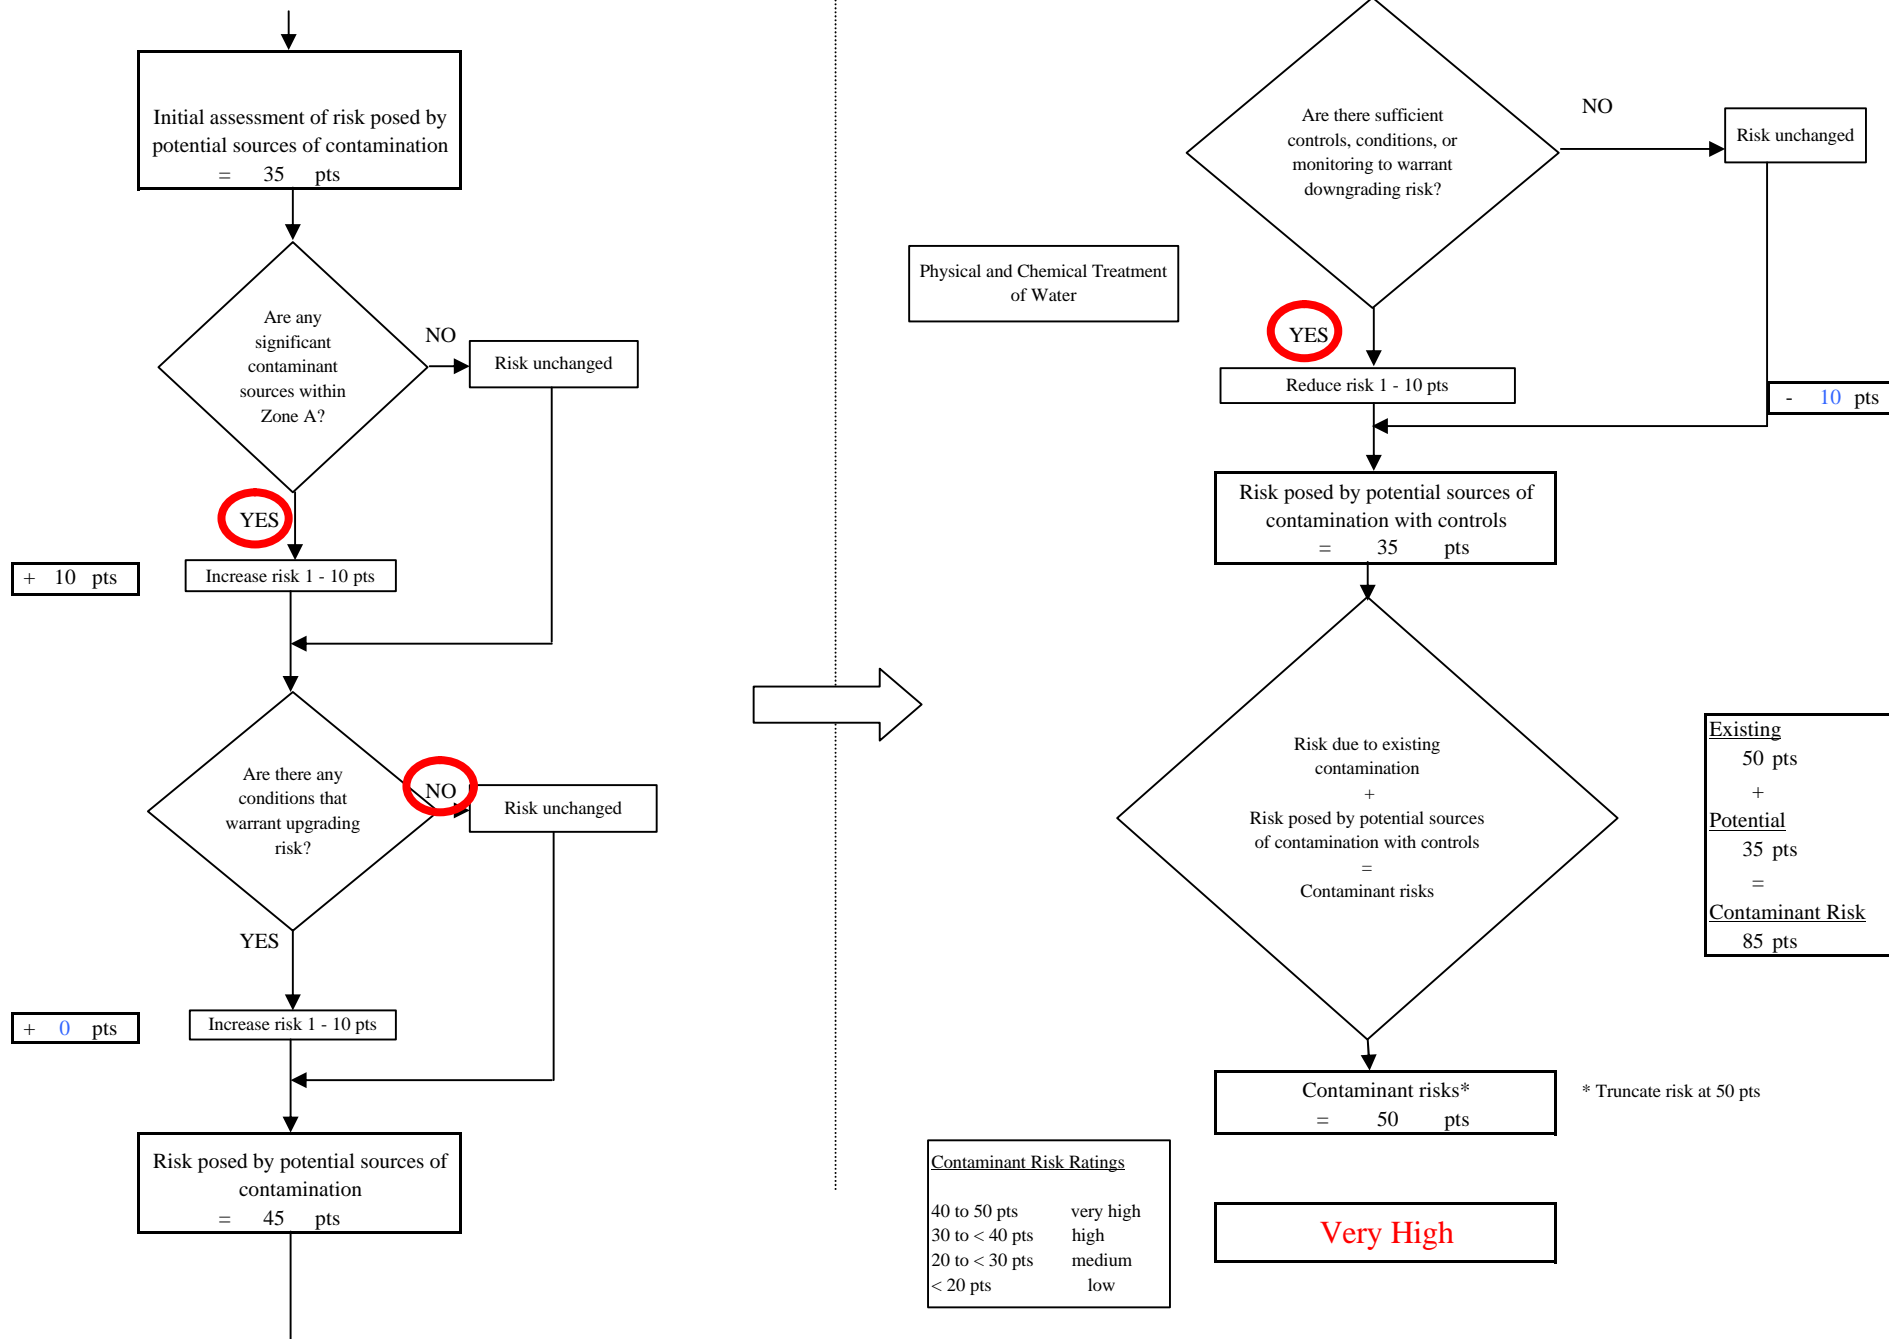 Initial assessment of risk posed by
potential sources of contamination
= 35 pts
Are any
significant
contaminant
sources within
Zone A?
NO
Risk unchanged
YES
+ 10 pts
Increase risk 1 - 10 pts
Are there any
conditions that
warrant upgrading
risk?
NO
Risk unchanged
YES
+ 0 pts
Increase risk 1 - 10 pts
Risk posed by potential sources of
contamination
= 45 pts
Are there sufficient
controls, conditions, or
monitoring to warrant
downgrading risk?
NO
Risk unchanged
Physical and Chemical Treatment
of Water
YES
Reduce risk 1 - 10 pts
- 10 pts
Risk posed by potential sources of
contamination with controls
= 35 pts
Risk due to existing
contamination
+
Risk posed by potential sources
of contamination with controls
=
Contaminant risks
Existing
50 pts
+
Potential
35 pts
=
Contaminant Risk
85 pts
Contaminant risks*
= 50 pts
* Truncate risk at 50 pts
Contaminant Risk Ratings
40 to 50 pts very high
30 to < 40 pts high
20 to < 30 pts medium
< 20 pts low
Very High